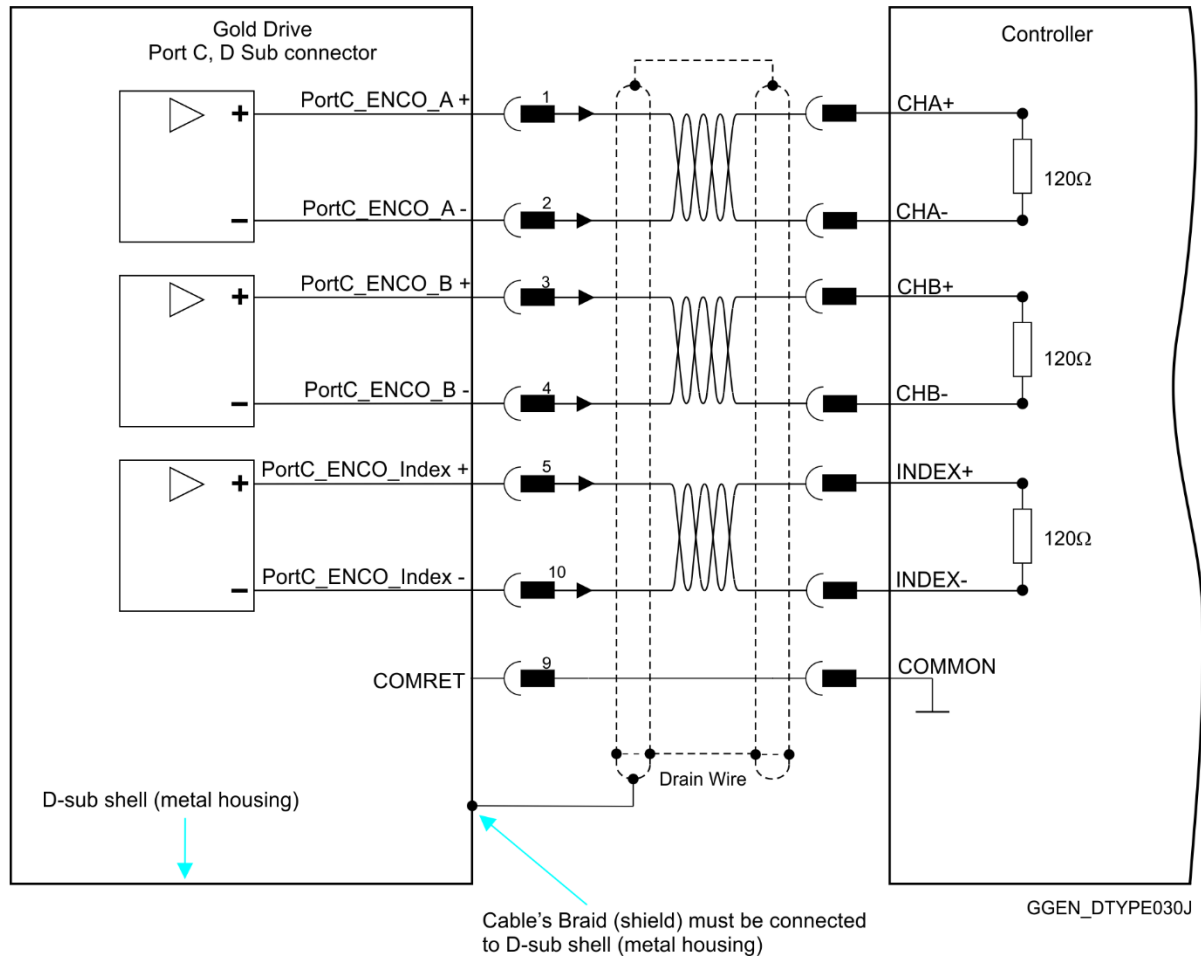 Gold Drive
Port C, D Sub connector
Controller
PortC_ENCO_A +
1
CHA+
120Ω
PortC_ENCO_A -
2
CHA-
PortC_ENCO_B +
3
CHB+
120Ω
PortC_ENCO_B -
4
CHB-
PortC_ENCO_Index +
5
INDEX+
120Ω
PortC_ENCO_Index -
10
INDEX-
COMRET
9
COMMON
Drain Wire
D-sub shell (metal housing)
Cable's Braid (shield) must be connected
to D-sub shell (metal housing)
GGEN_DTYPE030J
+
-
+
-
+
-